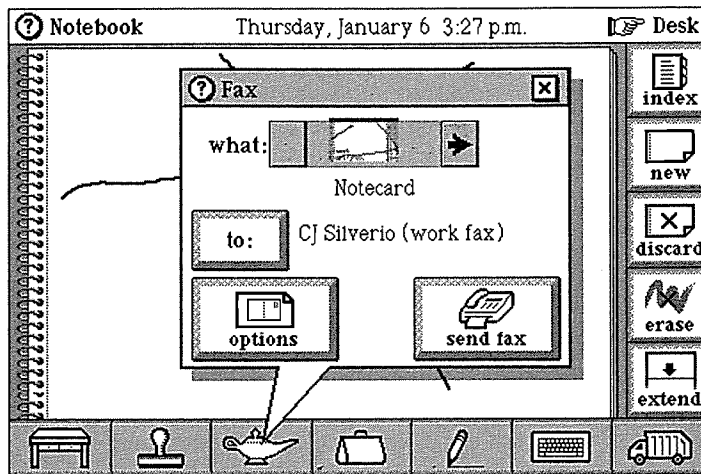 ? Notebook Thursday, January 6 3:27 p.m. Desk
? Fax
index
what:
Notecard
new
to: CJ Silverio (work fax)
discard
options send fax
erase
extend